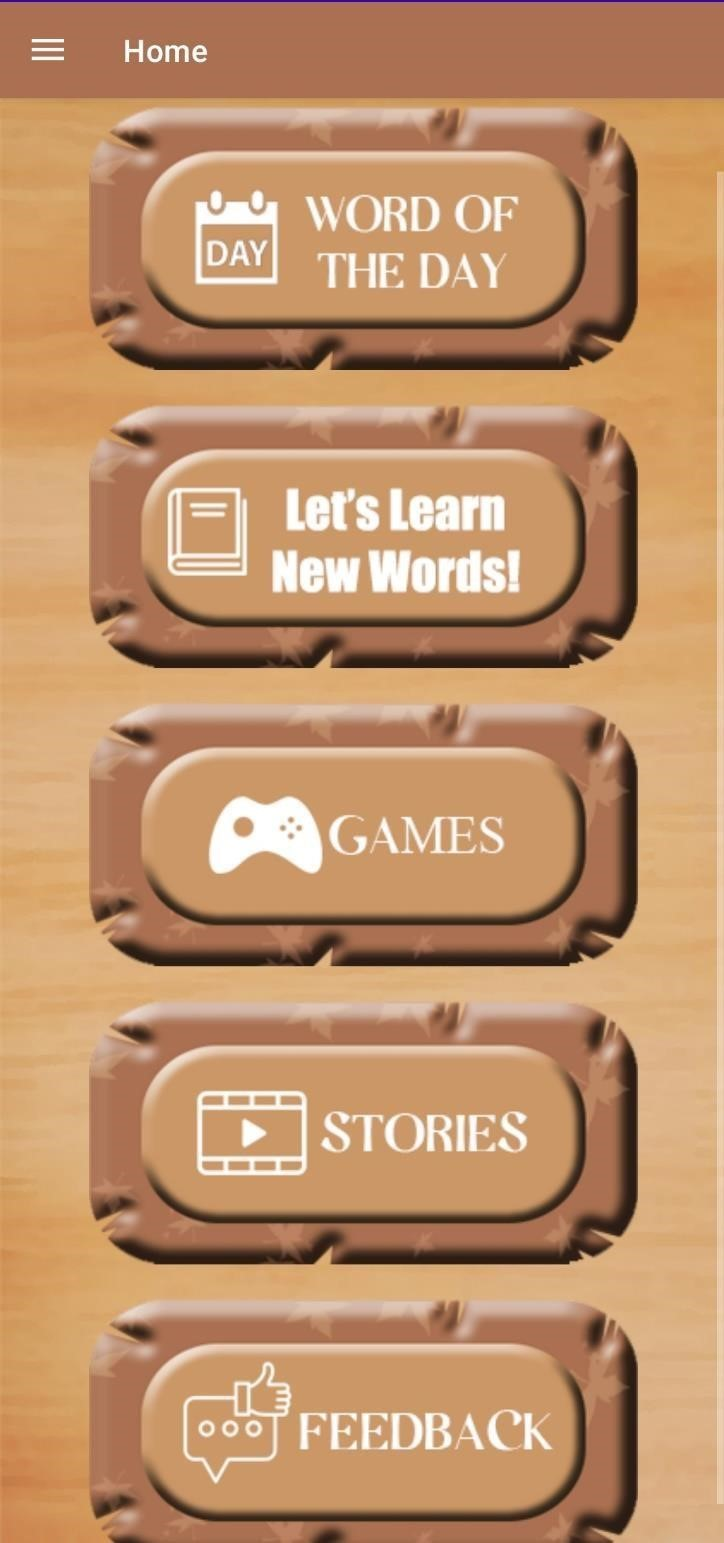 Home
WORD OF
THE DAY
DAY
Let's Learn
New Words!
GAMES
STORIES
FEEDBACK